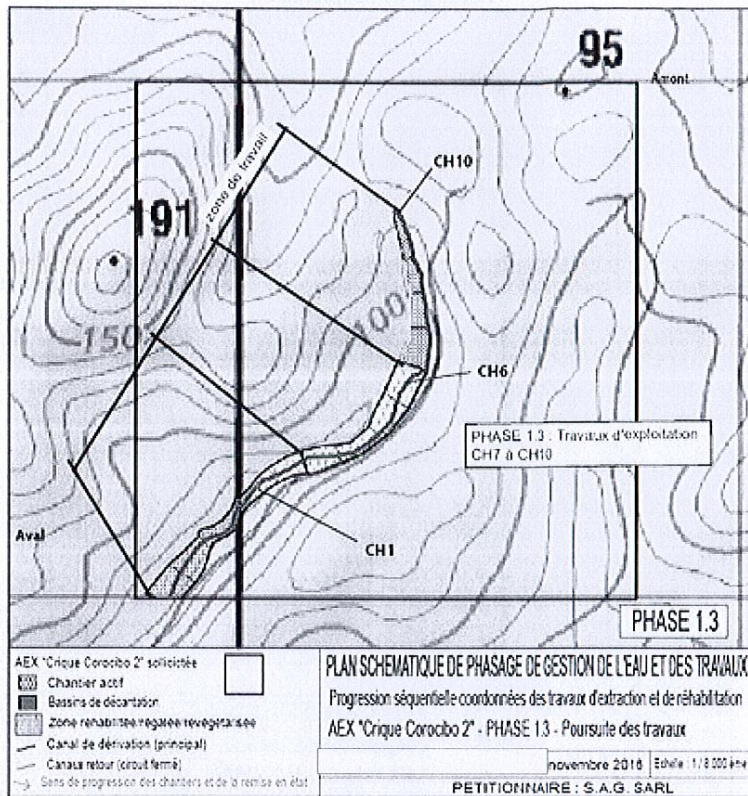 95
Amont
CH10
zone de travail
191
100
150
CH6
PHASE 1.3 : Travaux d'exploitation
CH7 à CH10
Aval
CH1
PHASE 1.3
AEX "Crique Corocibo 2" sollicitée
Chantier actif
Bassins de décantation
Zone réhabilitée/régalée/revégétalisée
Canal de dérivation (principal)
Canaux retour (circuit fermé)
Sens de progression des chantiers et de la remise en état
PLAN SCHEMATIQUE DE PHASAGE DE GESTION DE L'EAU ET DES TRAVAUX
Progression séquentielle coordonnées des travaux d'extraction et de réhabilitation
AEX "Crique Corocibo 2" - PHASE 1.3 - Poursuite des travaux
novembre 2016 Echelle : 1 / 8 000 ème
PETITIONNAIRE : S.A.G. SARL